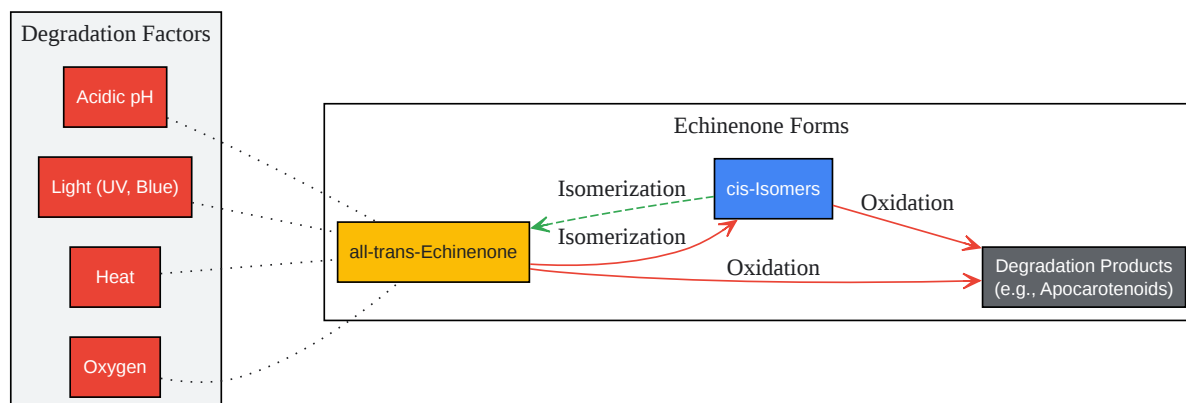 Degradation Factors
Acidic pH
Light (UV, Blue)
Heat
Oxygen
Echinenone Forms
all-trans-Echinenone
Isomerization
Isomerization
Oxidation
cis-Isomers
Oxidation
Degradation Products
(e.g., Apocarotenoids)